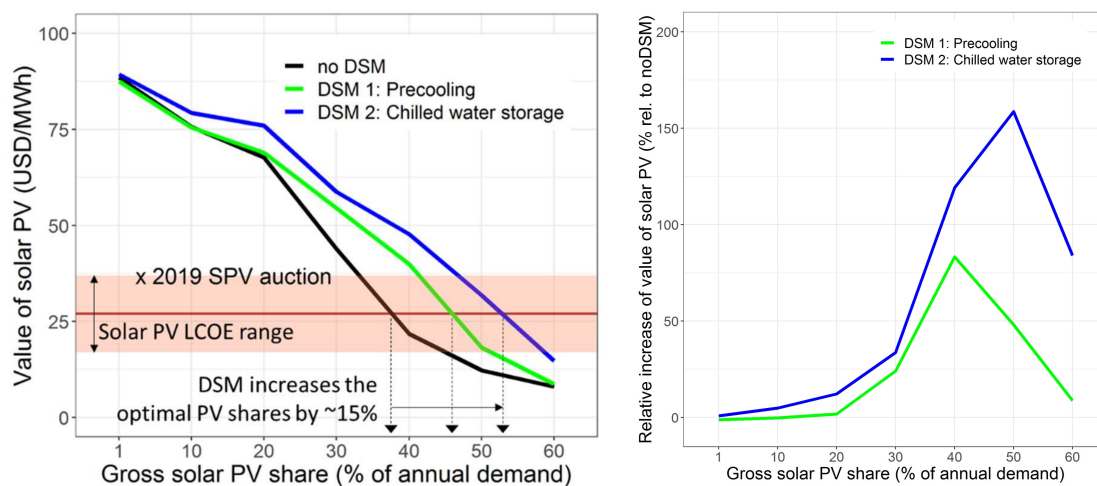 Value of solar PV (USD/MWh)
100
75
50
25
0
no DSM
DSM 1: Precooling
DSM 2: Chilled water storage
x 2019 SPV auction
Solar PV LCOE range
DSM increases the
optimal PV shares by ~15%
1 10 20 30 40 50 60
Gross solar PV share (% of annual demand)
Relative increase of value of solar PV (% rel. to noDSM)
200
150
100
50
0
DSM 1: Precooling
DSM 2: Chilled water storage
1 10 20 30 40 50 60
Gross solar PV share (% of annual demand)